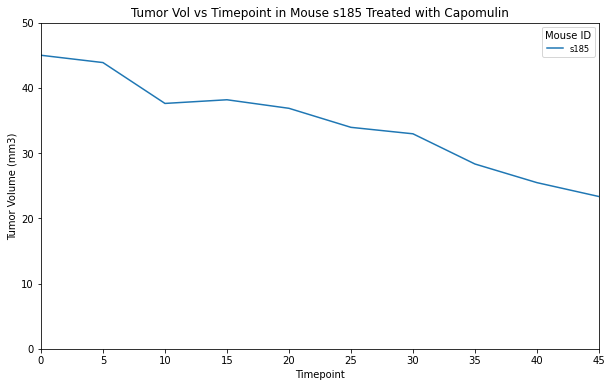 Tumor Vol vs Timepoint in Mouse s185 Treated with Capomulin
Mouse ID
s185
50
40
30
20
10
0
Tumor Volume (mm3)
0 5 10 15 20 25 30 35 40 45
Timepoint